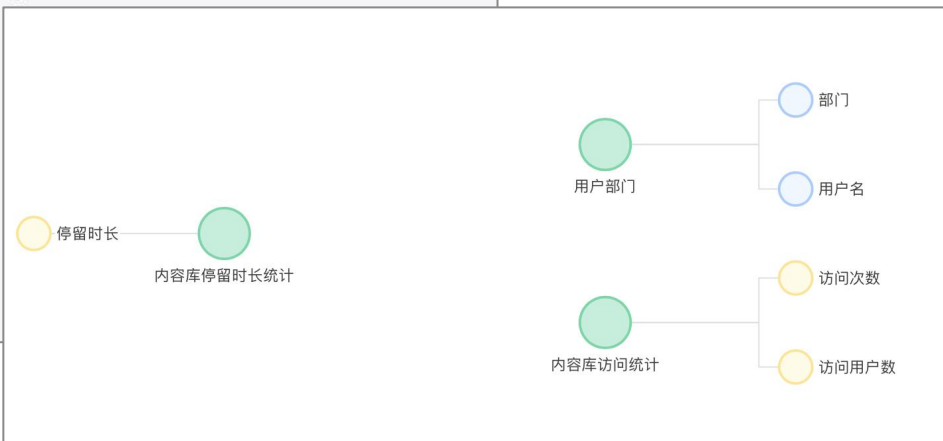 部门
用户部门
用户名
停留时长
内容库停留时长统计
访问次数
内容库访问统计
访问用户数